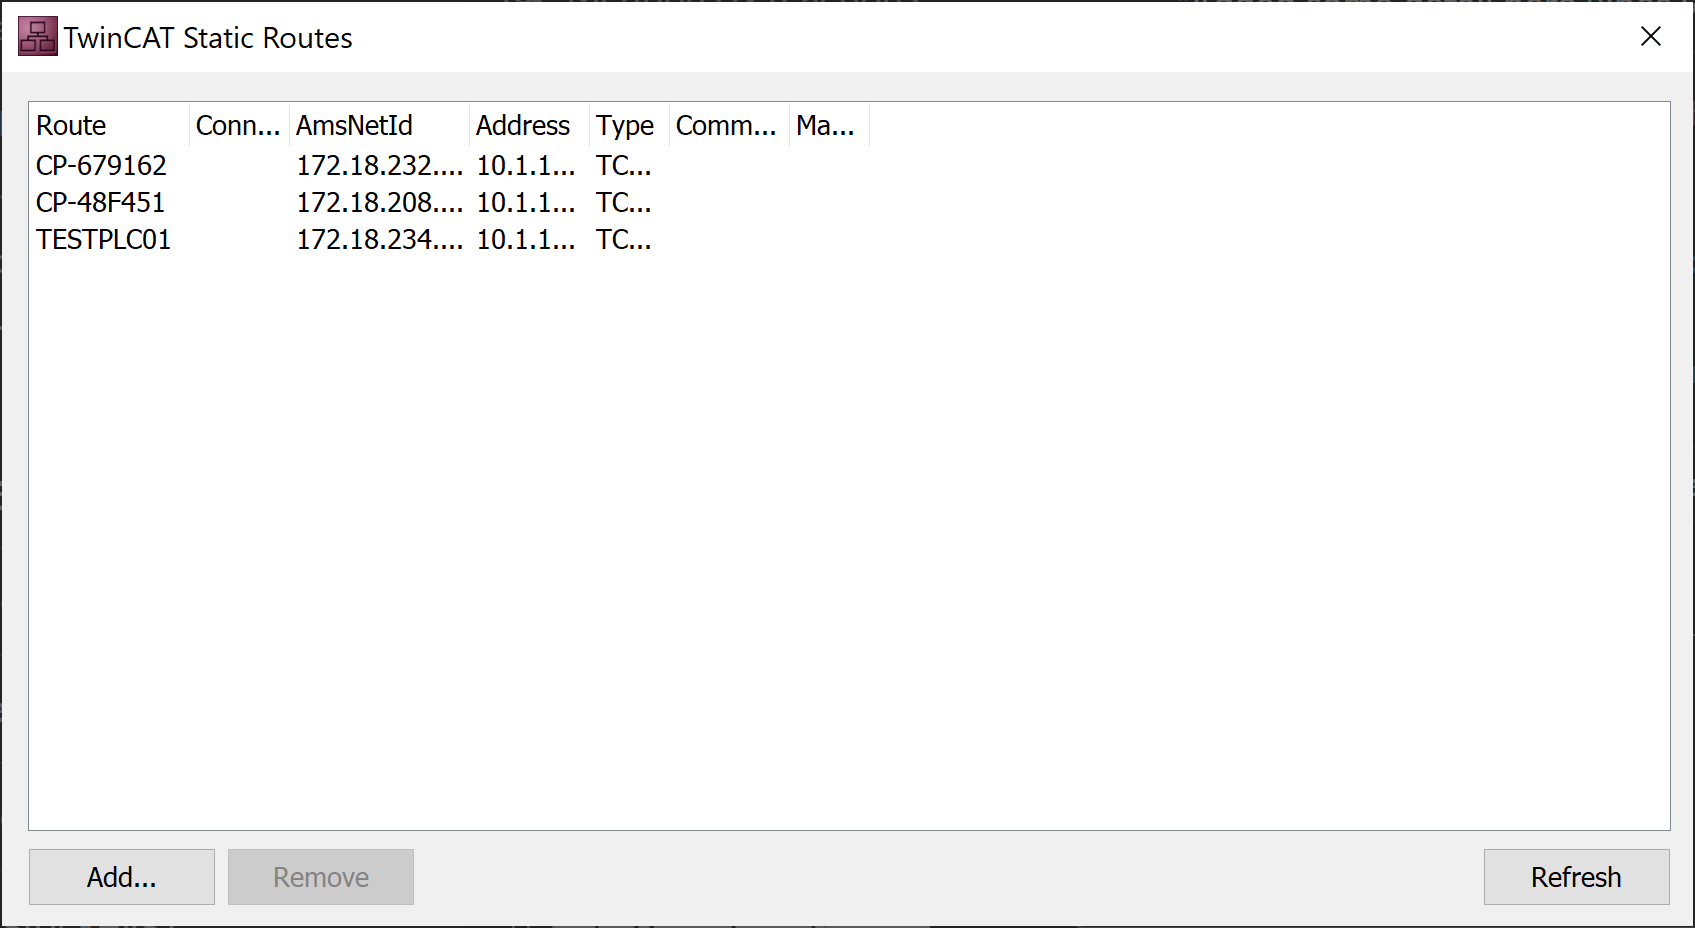 TwinCAT Static Routes
Route Conn... AmsNetId Address Type Comm... Ma...
CP-679162 172.18.232.... 10.1.1... TC...
CP-48F451 172.18.208.... 10.1.1... TC...
TESTPLC01 172.18.234.... 10.1.1... TC...
Add... Remove Refresh